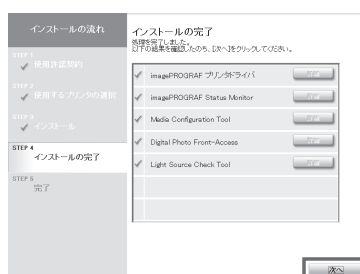 インストールの流れ
STEP 1
使用許諾契約
STEP 2
使用するプリンタの選択
STEP 3
インストール
STEP 4
インストールの完了
STEP 5
完了
インストールの完了
処理を完了しました。
以下の結果を確認したのち、[次へ]をクリックしてください。
imagePROGRAF プリンタドライバ
imagePROGRAF Status Monitor
Media Configuration Tool
Digital Photo Front-Access
Light Source Check Tool
次へ